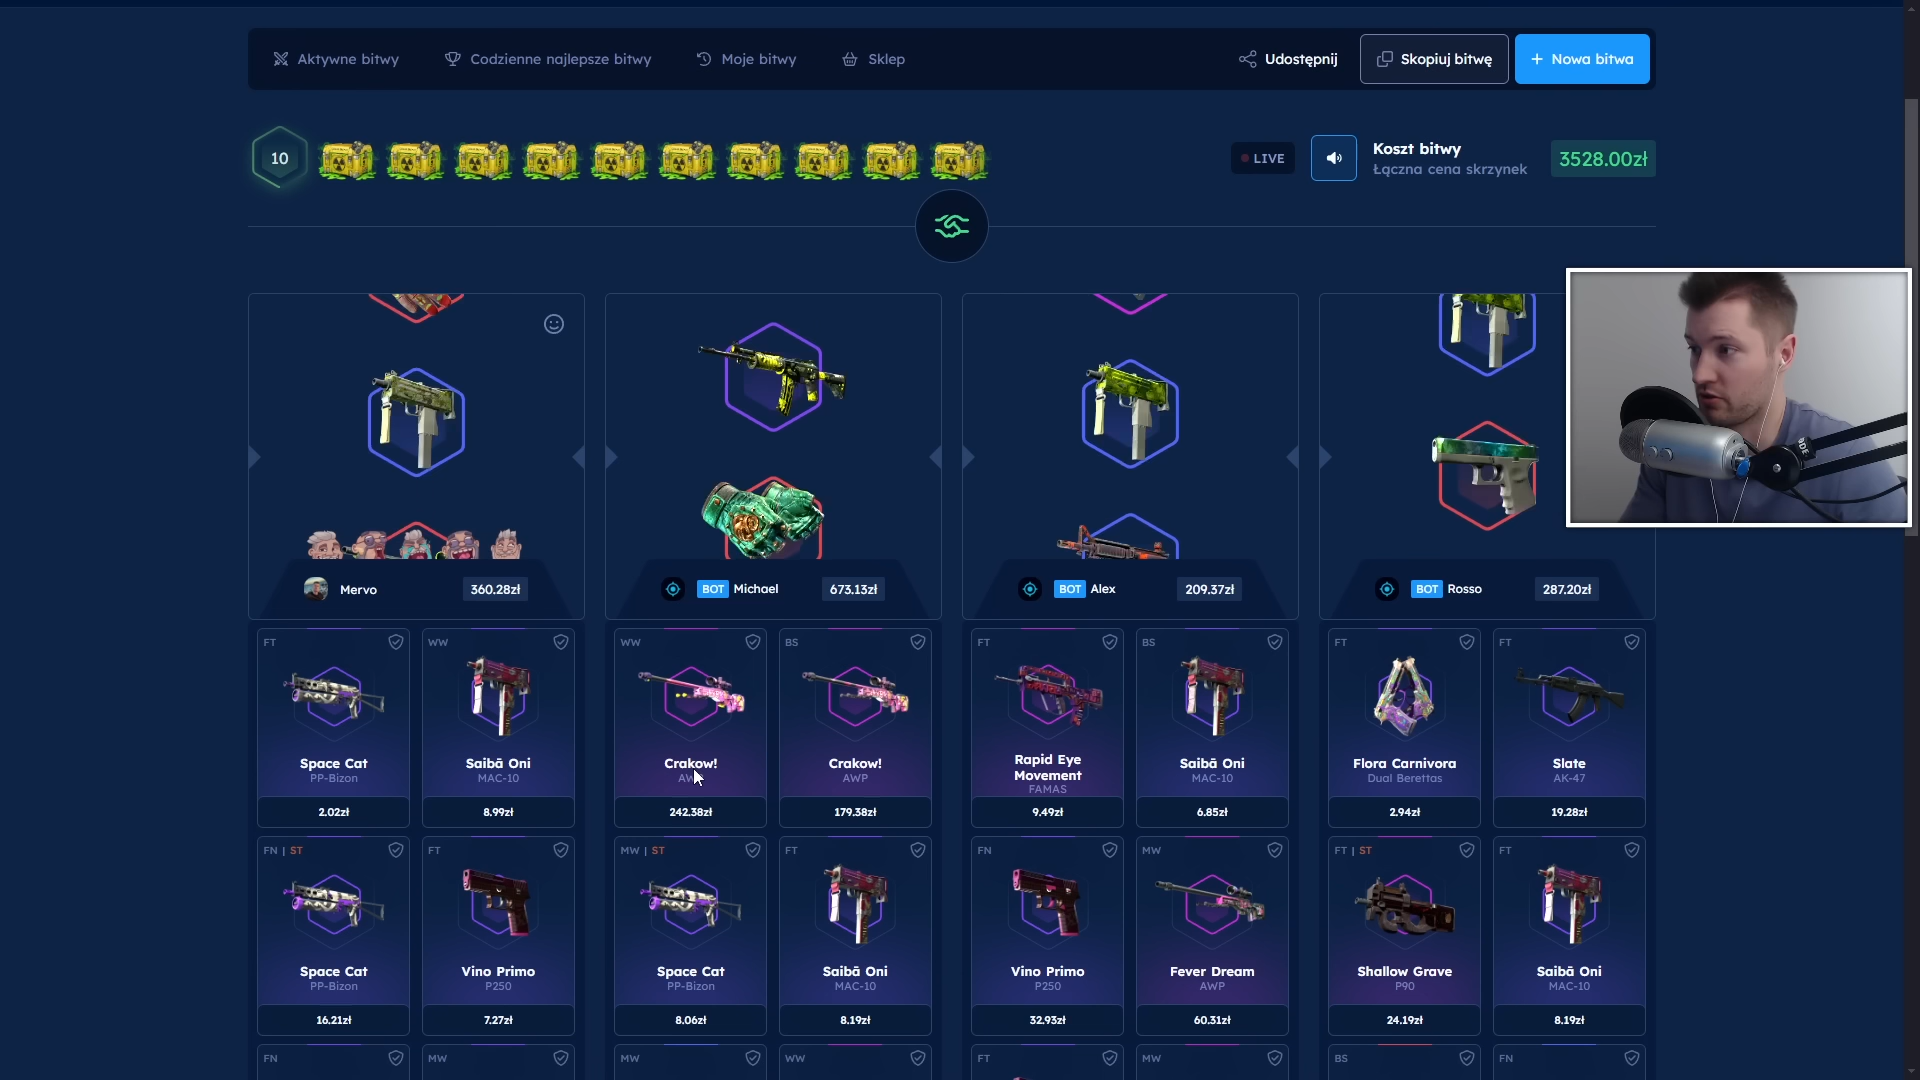 Aktywne bitwy
Codzienne najlepsze bitwy
Moje bitwy
Sklep
Udostępnij
Skopiuj bitwę
+ Nowa bitwa
10
LIVE
Koszt bitwy
Łączna cena skrzynek
3528.00zł
Mervo
360.28zł
BOT Michael
673.13zł
BOT Alex
209.37zł
BOT Rosso
287.20zł
FT
Space Cat
PP-Bizon
2.02zł
WW
Saibā Oni
MAC-10
8.99zł
WW
Crakow!
242.38zł
BS
Crakow!
AWP
179.38zł
FT
Rapid Eye
Movement
FAMAS
9.49zł
BS
Saibā Oni
MAC-10
6.85zł
FT
Flora Carnivora
Dual Berettas
2.94zł
FT
Slate
AK-47
19.28zł
FN | ST
Space Cat
PP-Bizon
16.21zł
FT
Vino Primo
P250
7.27zł
MW | ST
Space Cat
PP-Bizon
8.06zł
FT
Saibā Oni
MAC-10
8.19zł
FN
Vino Primo
P250
32.93zł
MW
Fever Dream
AWP
60.31zł
FT | ST
Shallow Grave
P90
24.19zł
FT
Saibā Oni
MAC-10
8.19zł
FN
MW
MW
WW
FT
MW
BS
FN